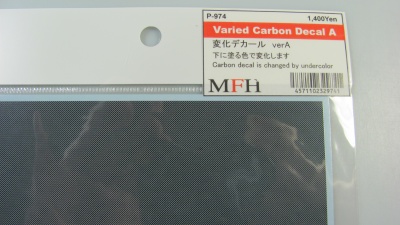 P-974 1,400Yen
Varied Carbon Decal A
変化デカール verA
下に塗る色で変化します
Carbon decal is changed by undercolor
MFH